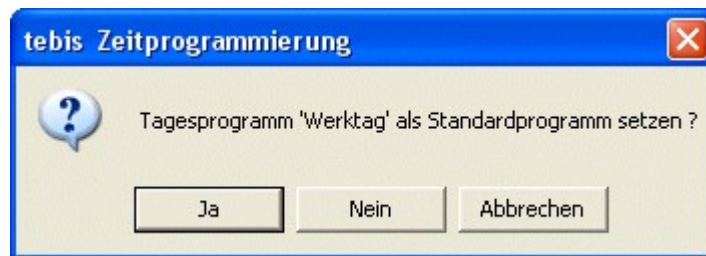 tebis Zeitprogrammierung
Tagesprogramm 'Werktag' als Standardprogramm setzen ?
Ja
Nein
Abbrechen